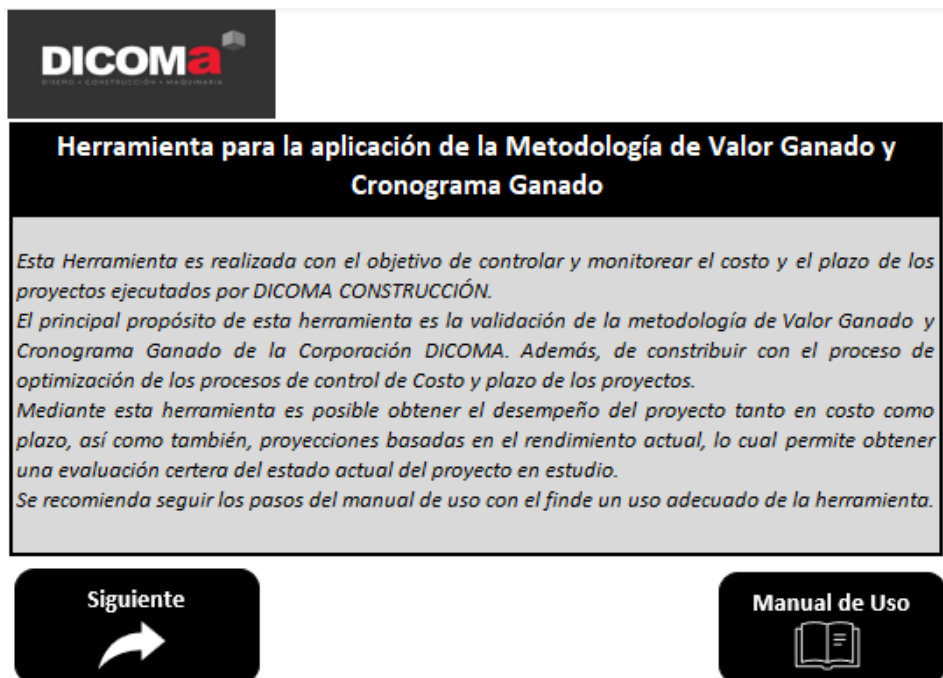 DICOMa
DISEÑO • CONSTRUCCIÓN • MAQUINARIA
Herramienta para la aplicación de la Metodología de Valor Ganado y
Cronograma Ganado
Esta Herramienta es realizada con el objetivo de controlar y monitorear el costo y el plazo de los
proyectos ejecutados por DICOMA CONSTRUCCIÓN.
El principal propósito de esta herramienta es la validación de la metodología de Valor Ganado y
Cronograma Ganado de la Corporación DICOMA. Además, de constribuir con el proceso de
optimización de los procesos de control de Costo y plazo de los proyectos.
Mediante esta herramienta es posible obtener el desempeño del proyecto tanto en costo como
plazo, así como también, proyecciones basadas en el rendimiento actual, lo cual permite obtener
una evaluación certera del estado actual del proyecto en estudio.
Se recomienda seguir los pasos del manual de uso con el finde un uso adecuado de la herramienta.
Siguiente
Manual de Uso